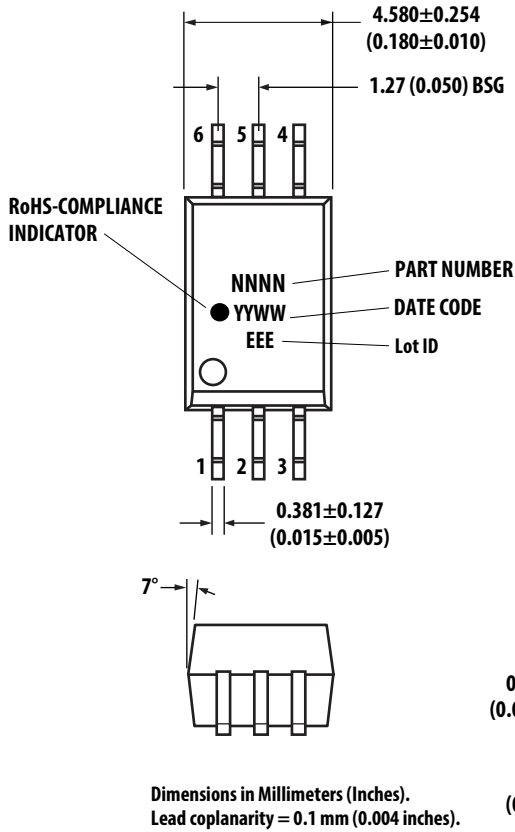 4.580±0.254
(0.180±0.010)
1.27 (0.050) BSG
6 5 4
RoHS-COMPLIANCE
INDICATOR
NNNN
PART NUMBER
YYWW
DATE CODE
EEE
Lot ID
1 2 3
0.381±0.127
(0.015±0.005)
7°
Dimensions in Millimeters (Inches).
Lead coplanarity = 0.1 mm (0.004 inches).